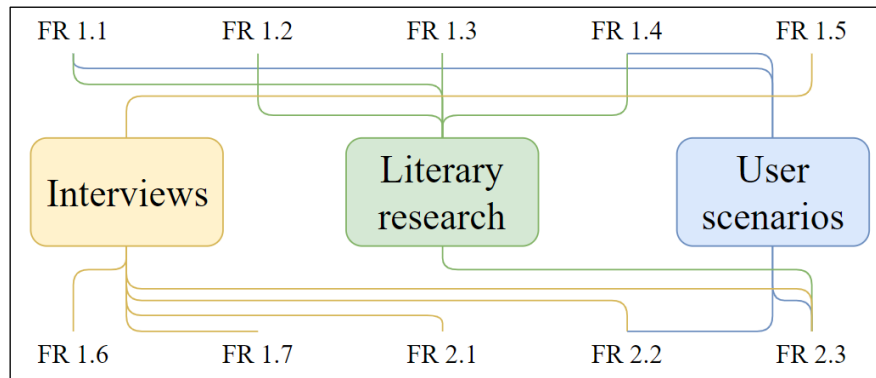 FR 1.1 FR 1.2 FR 1.3 FR 1.4 FR 1.5
Interviews
Literary
research
User
scenarios
FR 1.6 FR 1.7 FR 2.1 FR 2.2 FR 2.3